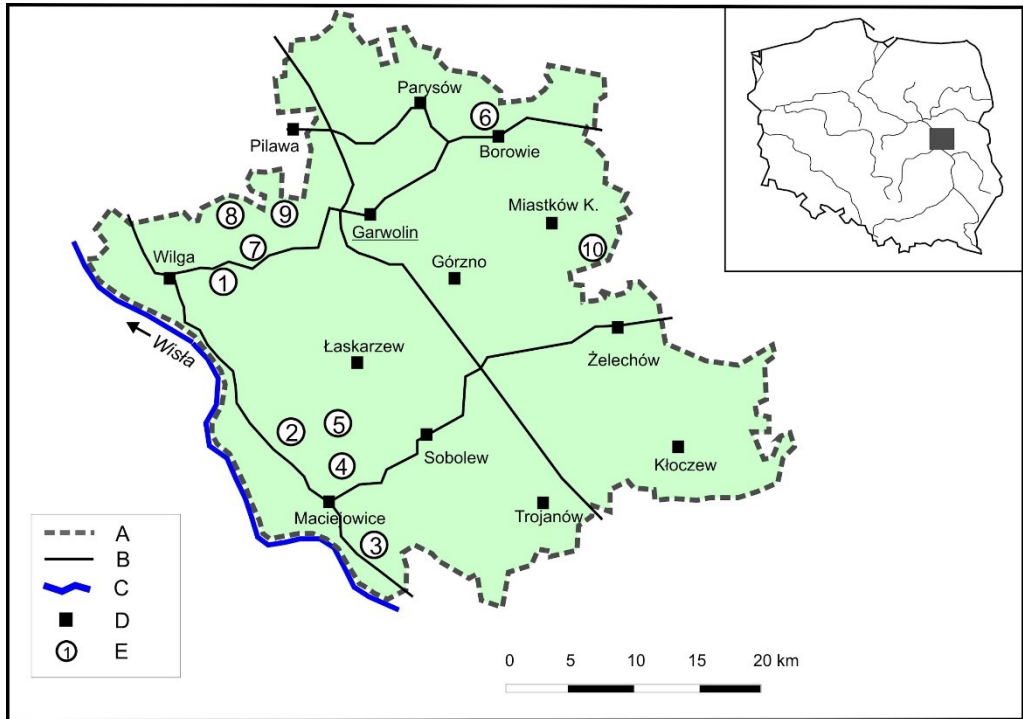 Parysów
6
Pilawa
Borowie
8
9
Miastków K.
Garwolin
7
10
Wilga
1
Górzno
Wisła
Łaskarzew
Żelechów
2
5
Sobolew
4
Kłoczew
Maciejowice
Trojanów
3
A
B
C
D
1 E
0 5 10 15 20 km